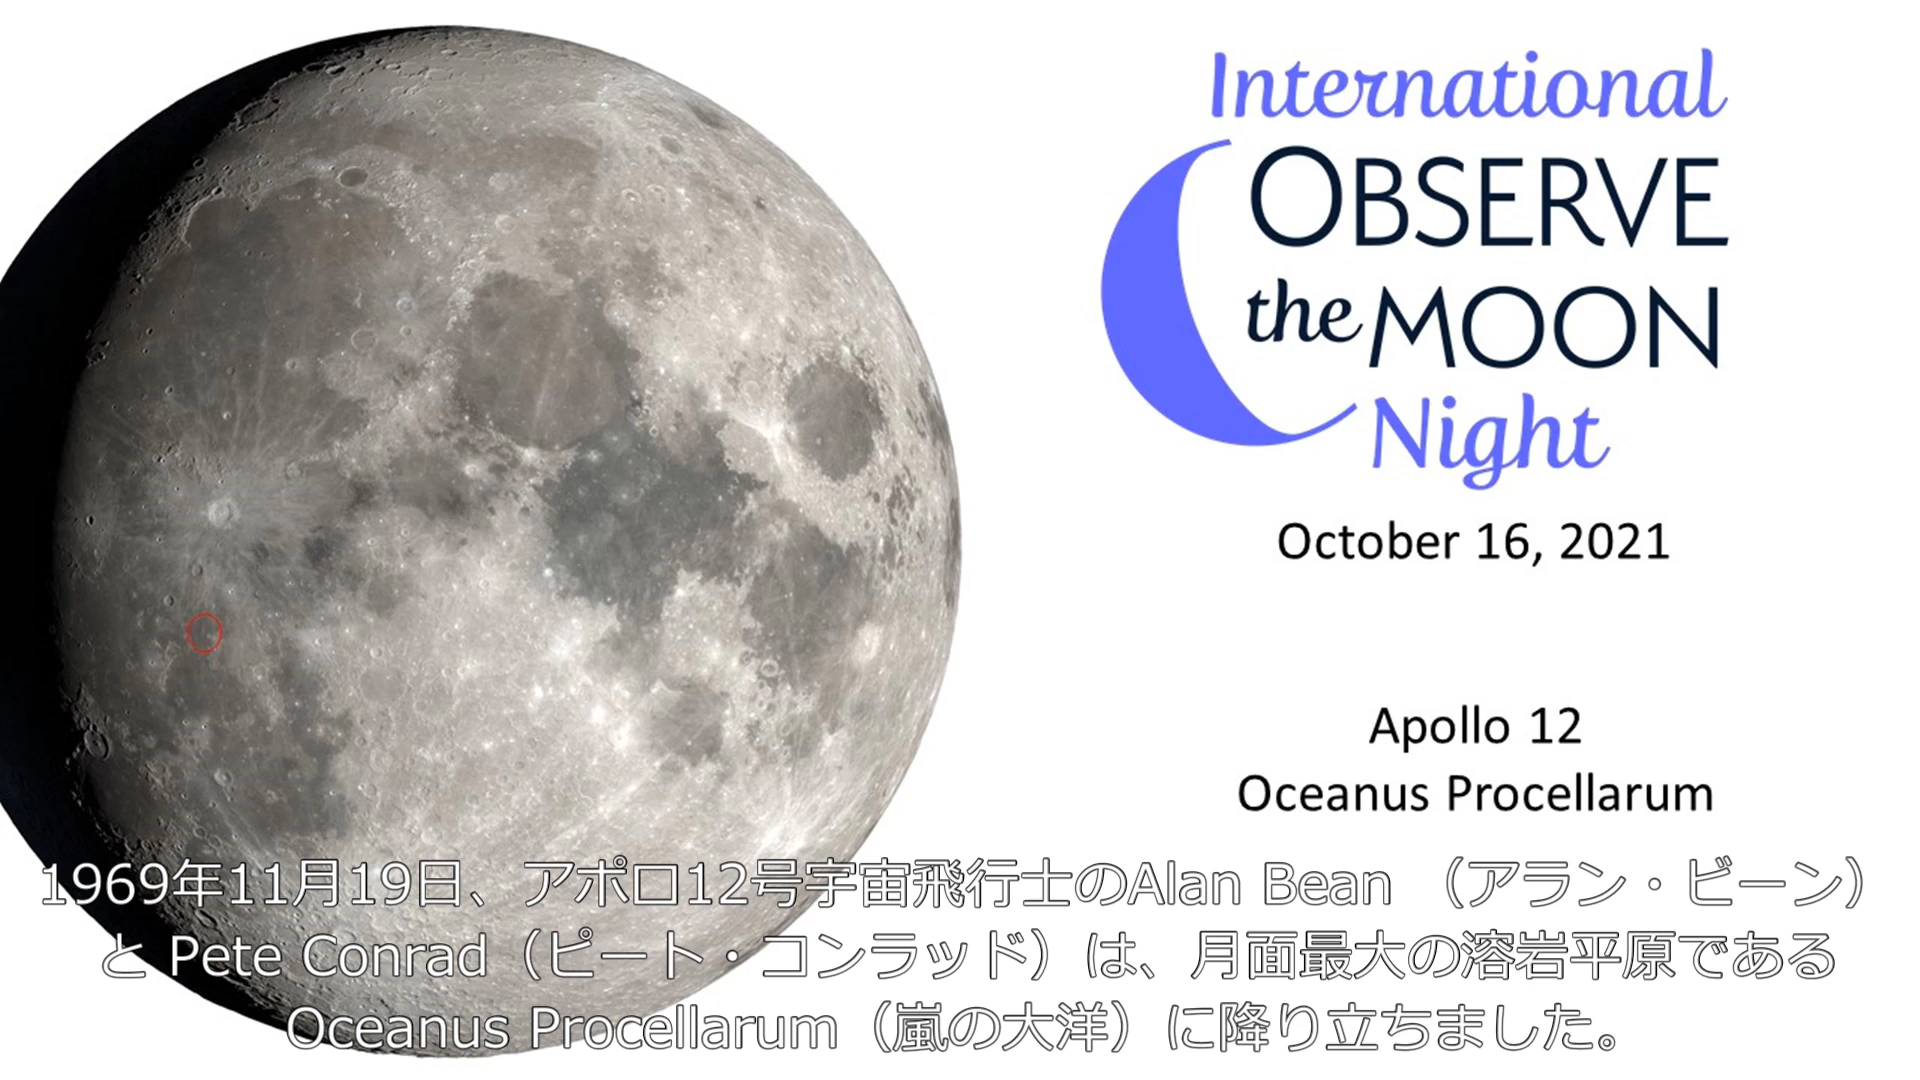 International
OBSERVE
the MOON
Night
October 16, 2021
Apollo 12
Oceanus Procellarum
1969年11月19日、アポロ12号宇宙飛行士のAlan Bean （アラン・ビーン）
と Pete Conrad（ピート・コンラッド）は、月面最大の溶岩平原である
Oceanus Procellarum（嵐の大洋）に降り立ちました。